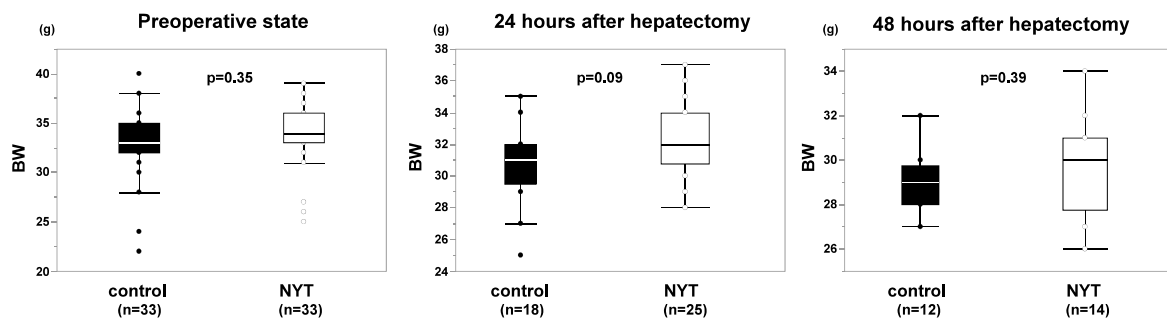 Preoperative state
(g)
40
35
30
25
20
BW
p=0.35
control
(n=33)
NYT
(n=33)
24 hours after hepatectomy
(g)
38
36
34
32
30
28
26
24
BW
p=0.09
control
(n=18)
NYT
(n=25)
48 hours after hepatectomy
(g)
34
32
30
28
26
BW
p=0.39
control
(n=12)
NYT
(n=14)